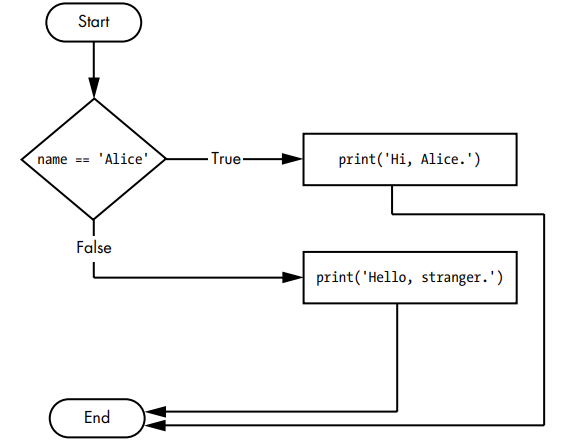 Start
name == 'Alice'
True
print('Hi, Alice.')
False
print('Hello, stranger.')
End